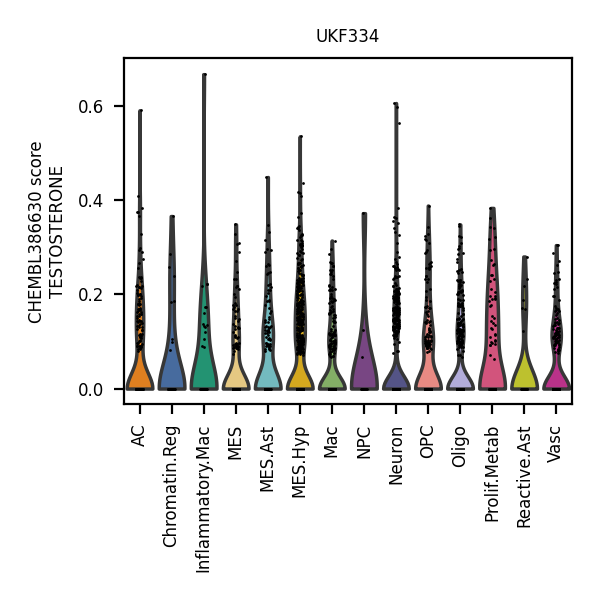 UKF334
CHEMBL386630 score
TESTOSTERONE
0.6
0.4
0.2
0.0
AC
Chromatin.Reg
Inflammatory.Mac
MES
MES.Ast
MES.Hyp
Mac
NPC
Neuron
OPC
Oligo
Prolif.Metab
Reactive.Ast
Vasc